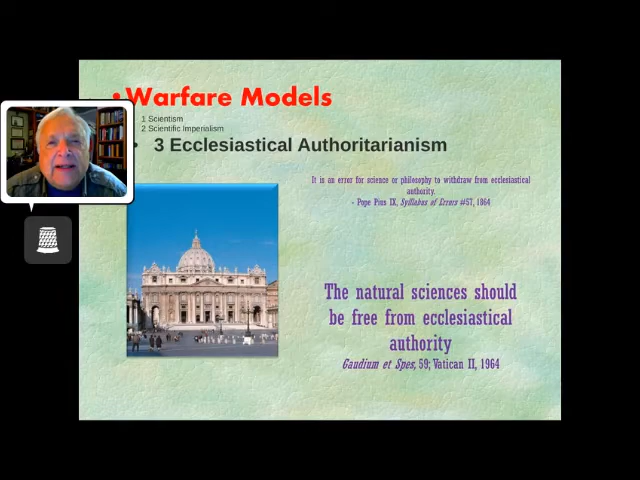 •Warfare Models
1 Scientism
2 Scientific Imperialism
• 3 Ecclesiastical Authoritarianism
It is an error for science or philosophy to withdraw from ecclesiastical
authority.
- Pope Pius IX, Syllabus of Errors #57, 1864
The natural sciences should
be free from ecclesiastical
authority
Gaudium et Spes, 59; Vatican II, 1964